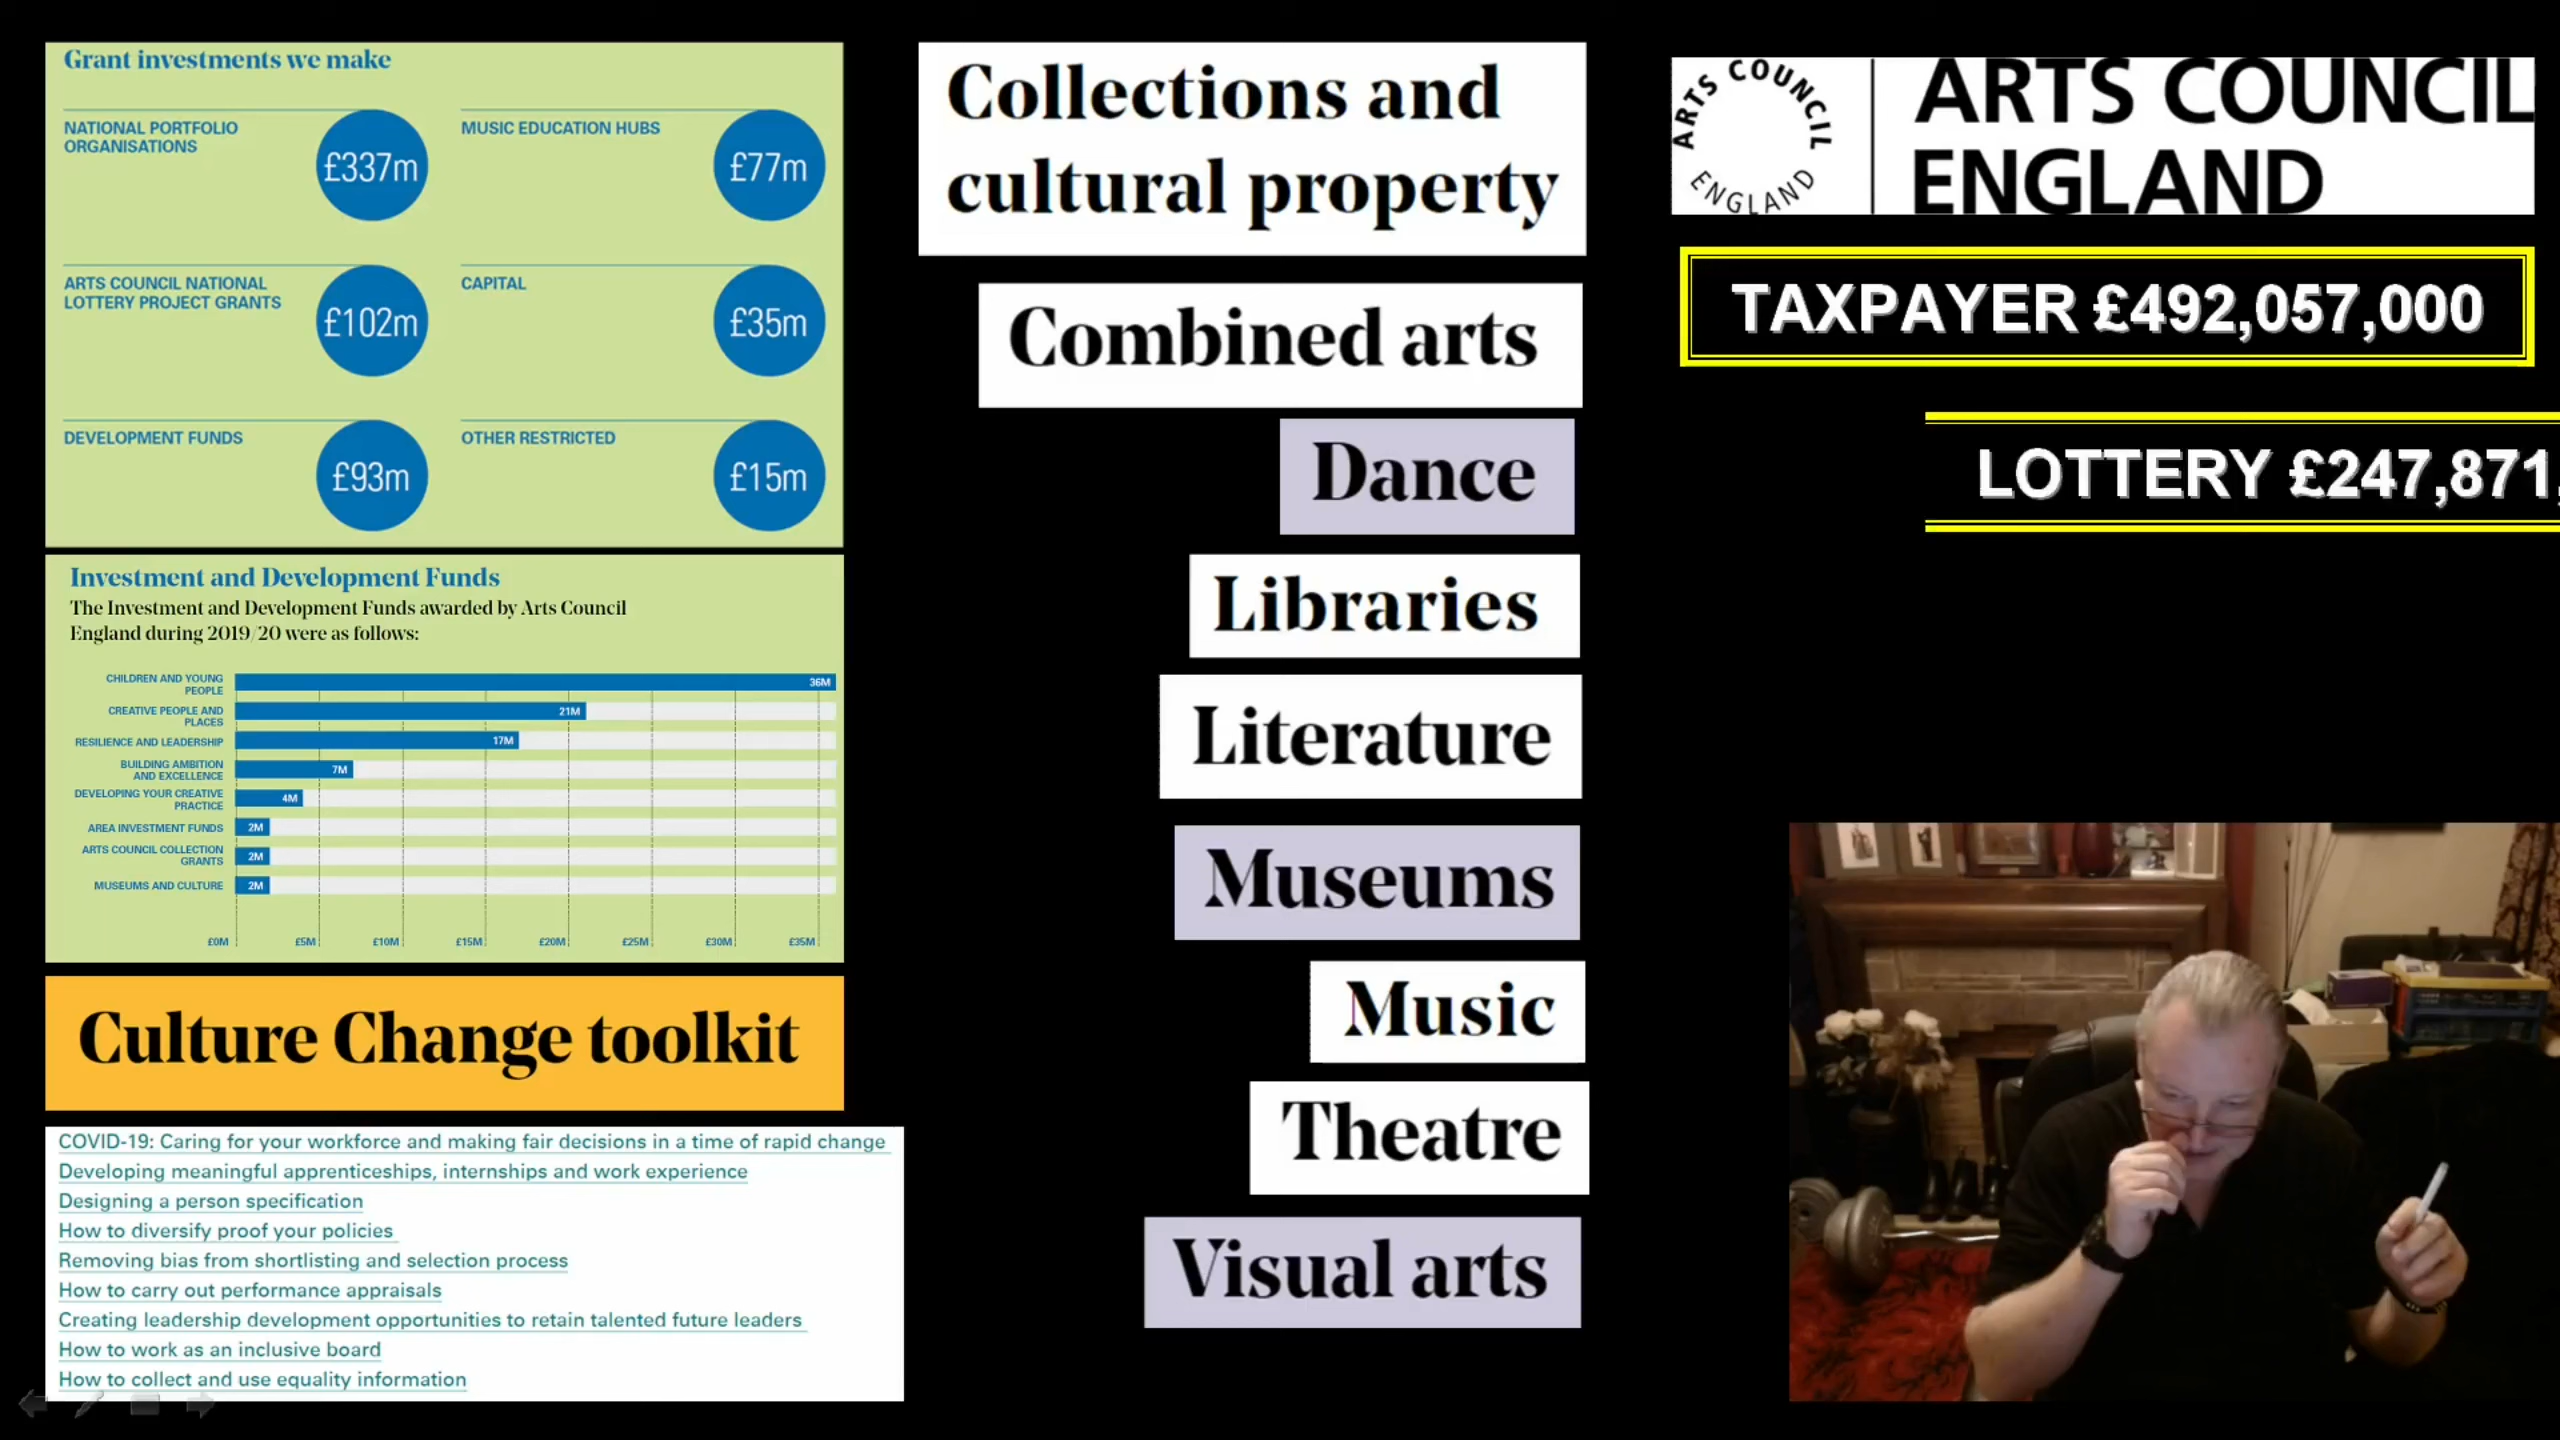 Grant investments we make
NATIONAL PORTFOLIO
ORGANISATIONS
£337m
MUSIC EDUCATION HUBS
£77m
ARTS COUNCIL NATIONAL
LOTTERY PROJECT GRANTS
£102m
CAPITAL
£35m
DEVELOPMENT FUNDS
£93m
OTHER RESTRICTED
£15m
Investment and Development Funds
The Investment and Development Funds awarded by Arts Council
England during 2019/20 were as follows:
CHILDREN AND YOUNG
PEOPLE
36M
CREATIVE PEOPLE AND
PLACES
21M
RESILIENCE AND LEADERSHIP
17M
BUILDING AMBITION
AND EXCELLENCE
7M
DEVELOPING YOUR CREATIVE
PRACTICE
4M
AREA INVESTMENT FUNDS
2M
ARTS COUNCIL COLLECTION
GRANTS
2M
MUSEUMS AND CULTURE
2M
£0M £5M £10M £15M £20M £25M £30M £35M
Culture Change toolkit
COVID-19: Caring for your workforce and making fair decisions in a time of rapid change
Developing meaningful apprenticeships, internships and work experience
Designing a person specification
How to diversify proof your policies
Removing bias from shortlisting and selection process
How to carry out performance appraisals
Creating leadership development opportunities to retain talented future leaders
How to work as an inclusive board
How to collect and use equality information
Collections and
cultural property
Combined arts
Dance
Libraries
Literature
Museums
Music
Theatre
Visual arts
ARTS COUNCIL
ENGLAND
ARTS COUNCIL
ENGLAND
TAXPAYER £492,057,000
LOTTERY £247,871,